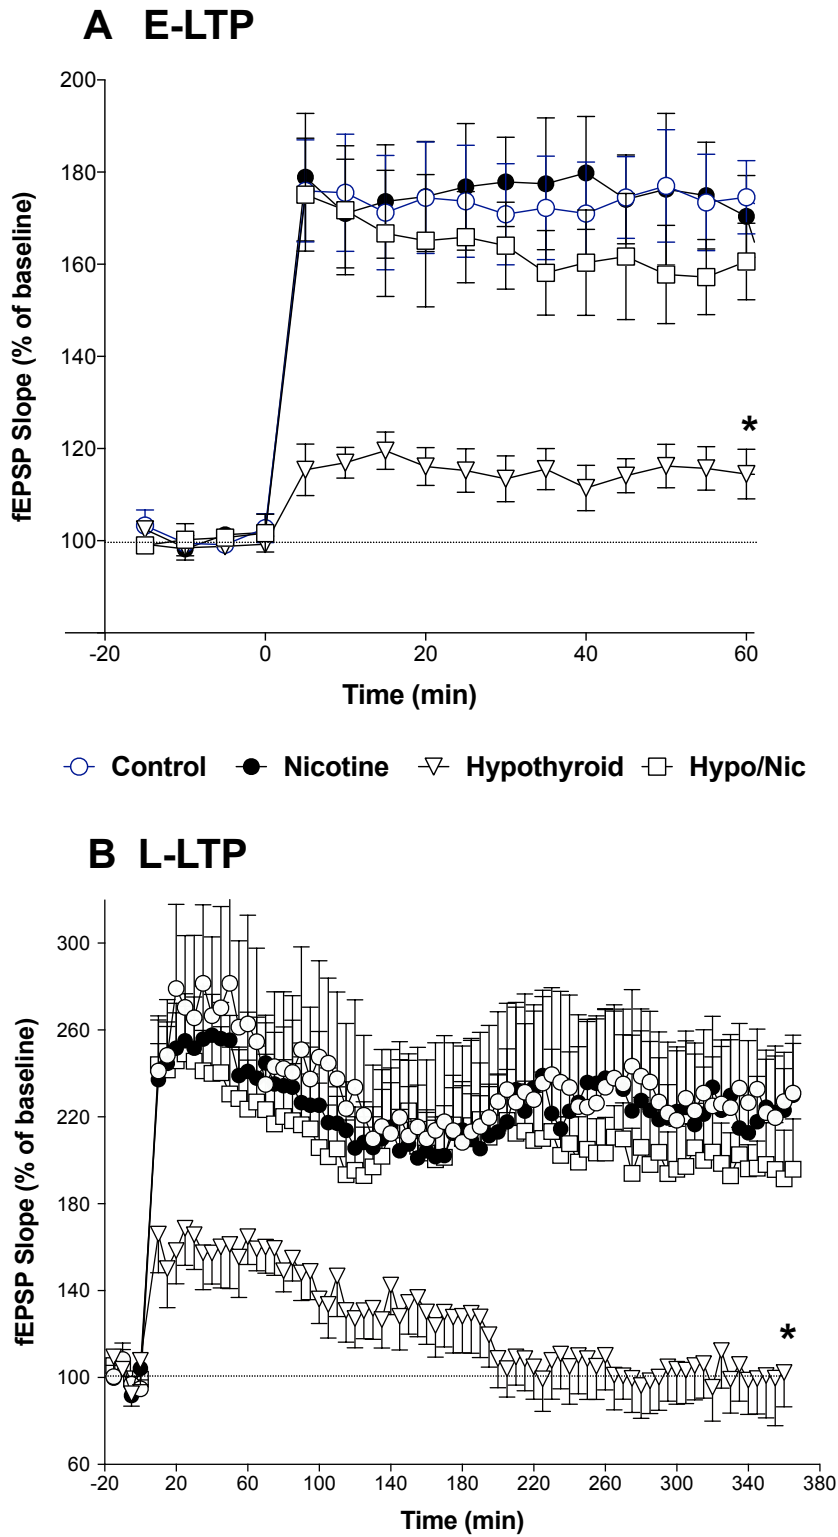 A E-LTP
200
180
160
140
120
100
*
fEPSP Slope (% of baseline)
-20 0 20 40 60
Time (min)
Control Nicotine Hypothyroid Hypo/Nic
B L-LTP
300
260
220
180
140
100
60
*
fEPSP Slope (% of baseline)
-20 20 60 100 140 180 220 260 300 340 380
Time (min)